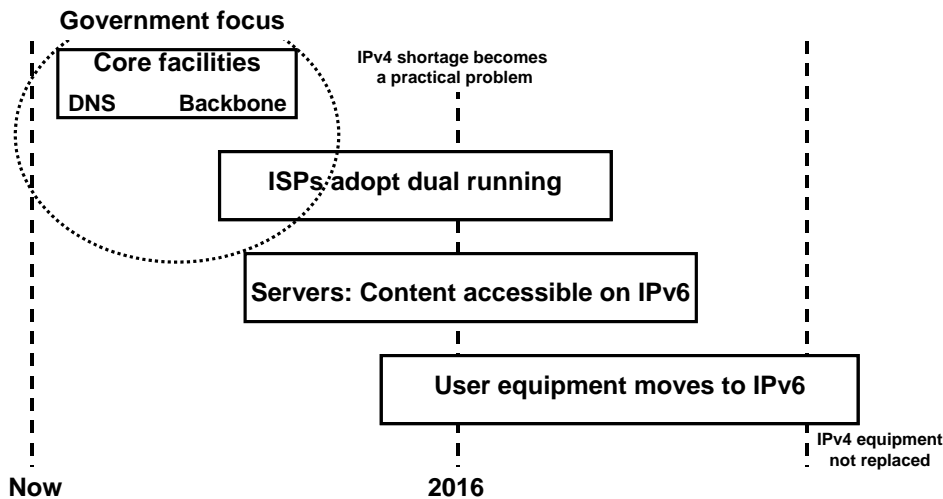 Government focus
Core facilities
DNS Backbone
IPv4 shortage becomes
a practical problem
ISPs adopt dual running
Servers: Content accessible on IPv6
User equipment moves to IPv6
IPv4 equipment
not replaced
Now
2016